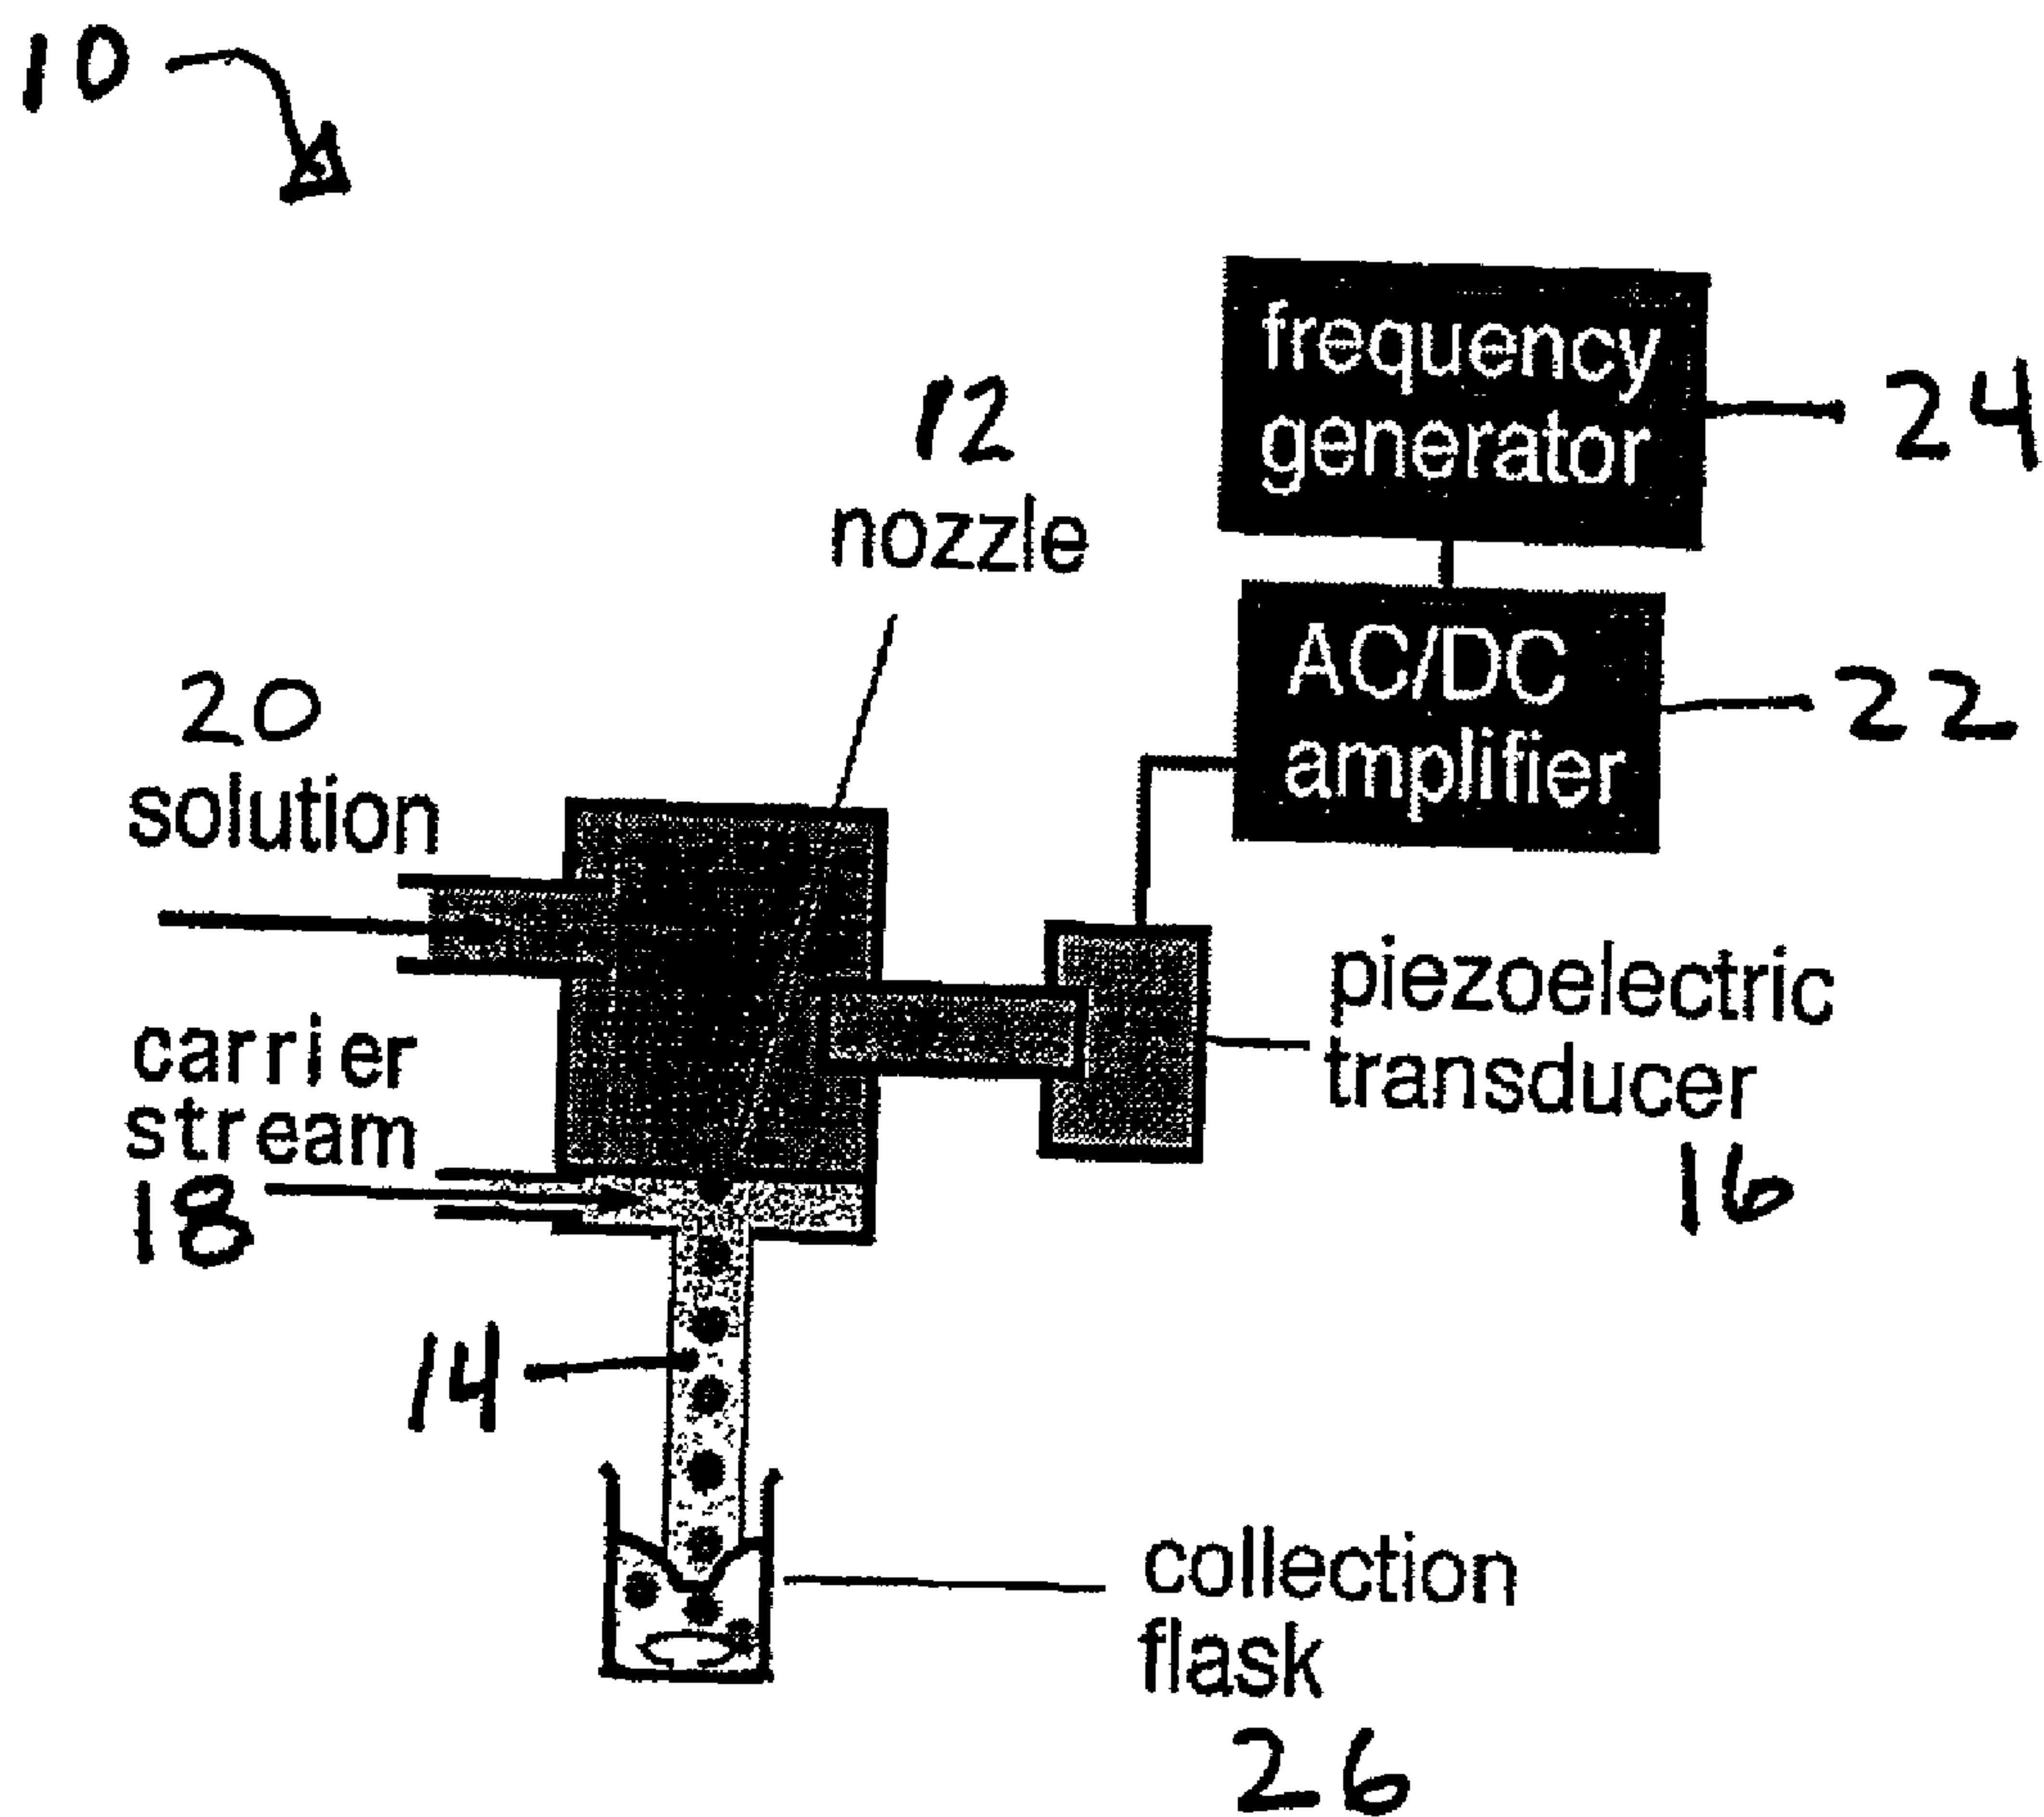 10
frequency
generator
24
12
nozzle
AC/DC
amplifier
22
20
solution
piezoelectric
transducer
16
carrier
stream
18
14
collection
flask
26